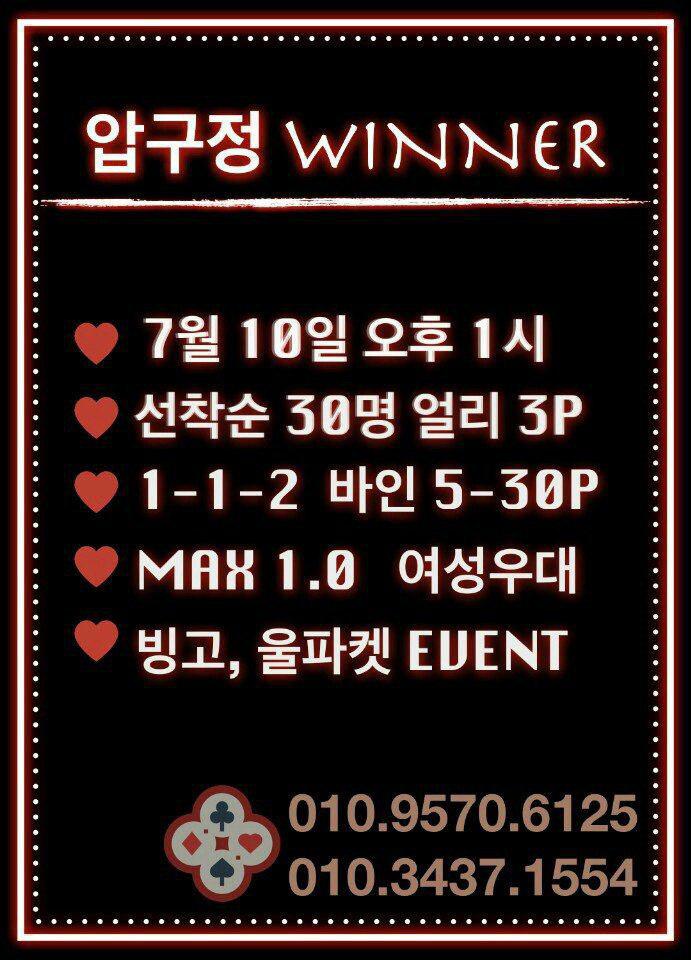 압구정 WINNER
7월 10일 오후 1시
선착순 30명 얼리 3P
1-1-2 바인 5-30P
MAX 1.0 여성우대
빙고, 울파켓 EVENT
010.9570.6125
010.3437.1554